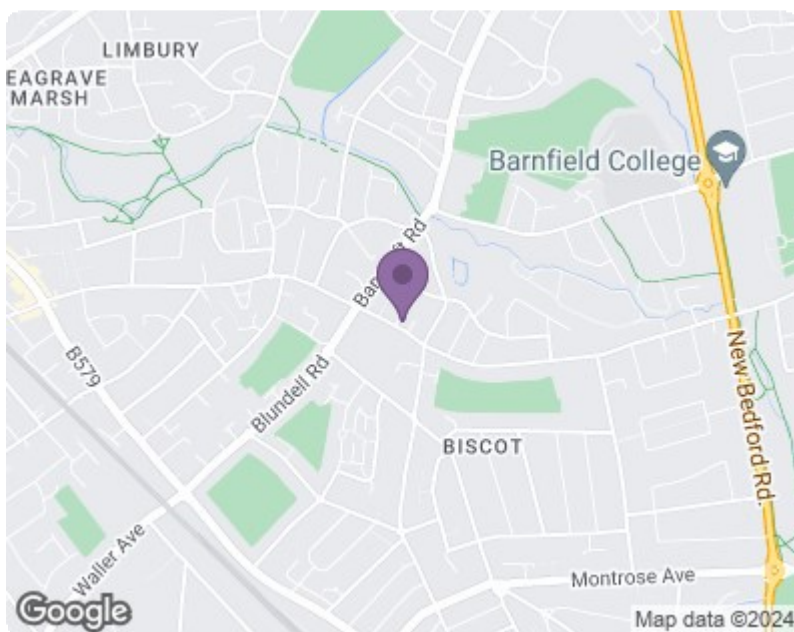 LIMBURY
EAGRAVE
MARSH
Barnfield College
B579
Blundell Rd
New Bedford Rd
BISCOT
Waller Ave
Montrose Ave
Google
Map data ©2024